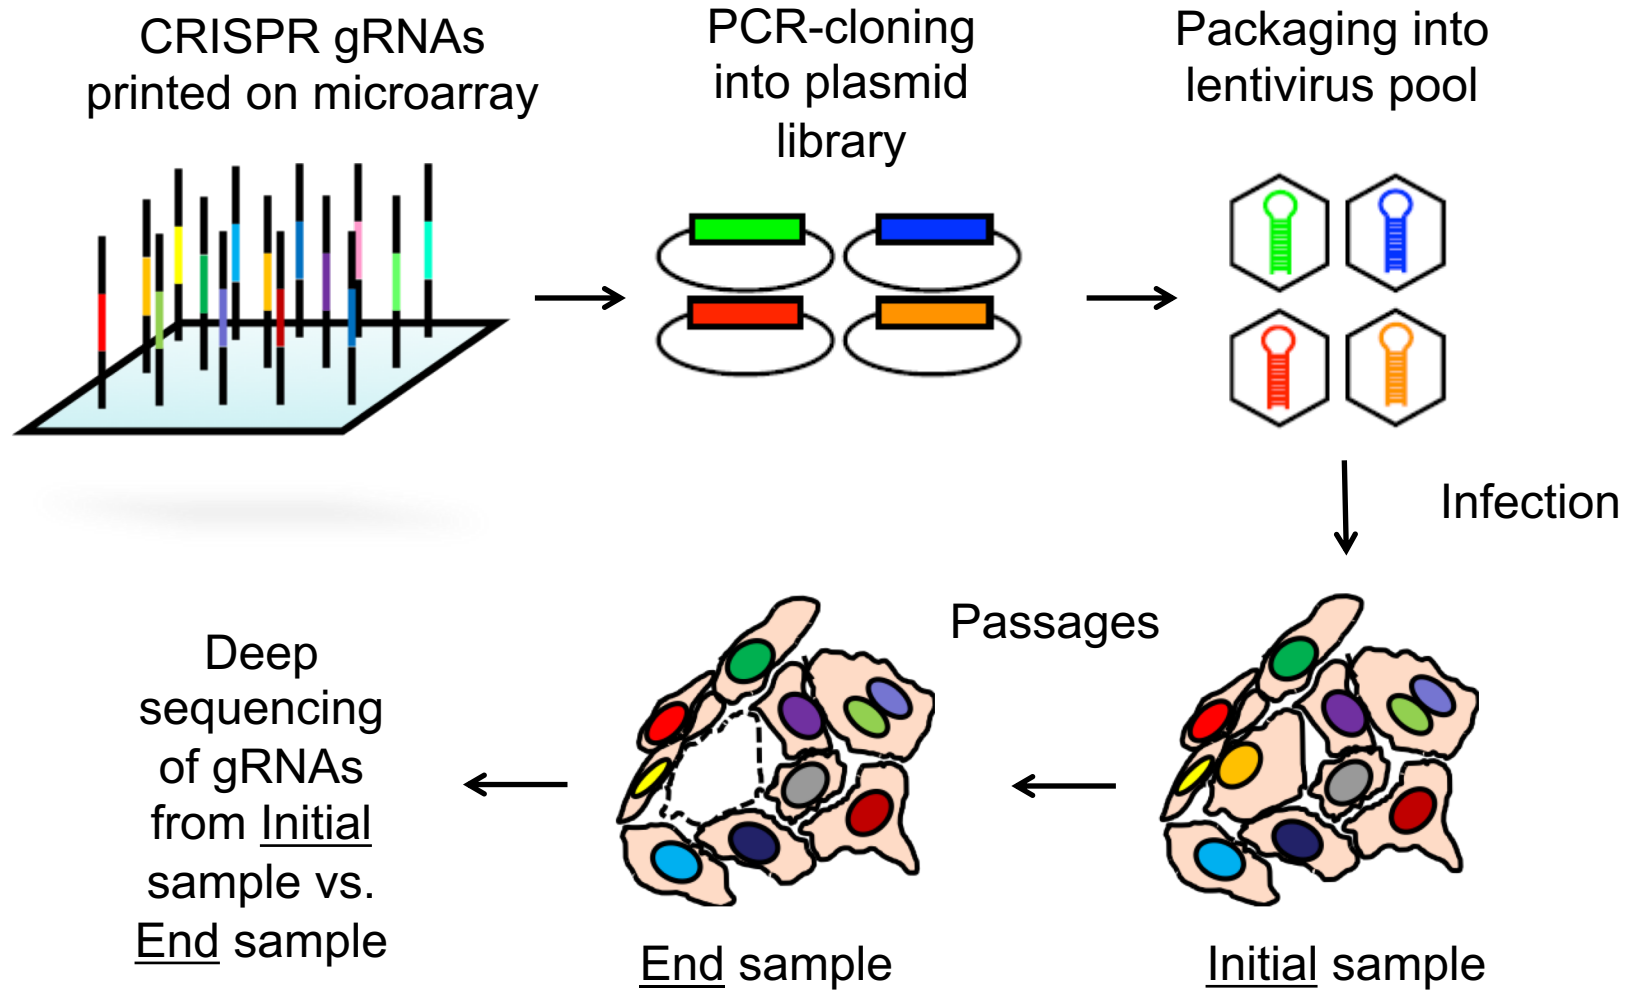 CRISPR gRNAs
printed on microarray
PCR-cloning
into plasmid
library
Packaging into
lentivirus pool
Infection
Passages
Initial sample
End sample
Deep
sequencing
of gRNAs
from Initial
sample vs.
End sample